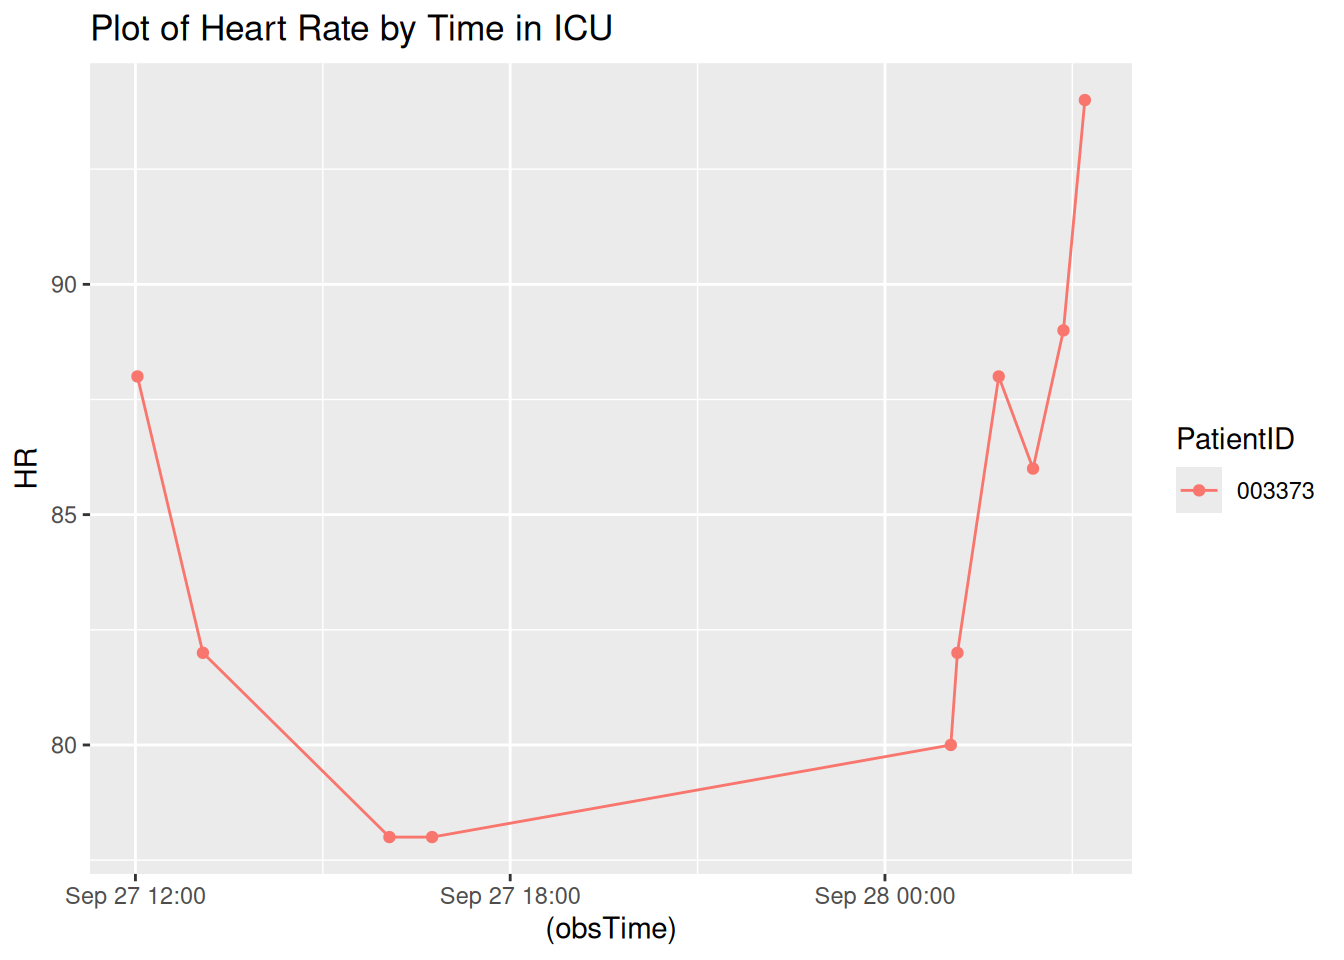 Plot of Heart Rate by Time in ICU
HR
90
85
80
Sep 27 12:00 Sep 27 18:00 Sep 28 00:00
(obsTime)
PatientID
003373